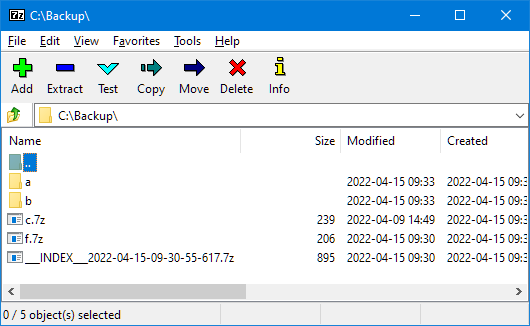 7z C:\Backup\
File Edit View Favorites Tools Help
Add Extract Test Copy Move Delete Info
C:\Backup\
Name Size Modified Created
..
a 2022-04-15 09:33 2022-04-15 09:3
b 2022-04-15 09:33 2022-04-15 09:3
c.7z 239 2022-04-09 14:49 2022-04-15 09:3
f.7z 206 2022-04-15 09:30 2022-04-15 09:3
___INDEX___2022-04-15-09-30-55-617.7z 895 2022-04-15 09:30 2022-04-15 09:3
0 / 5 object(s) selected